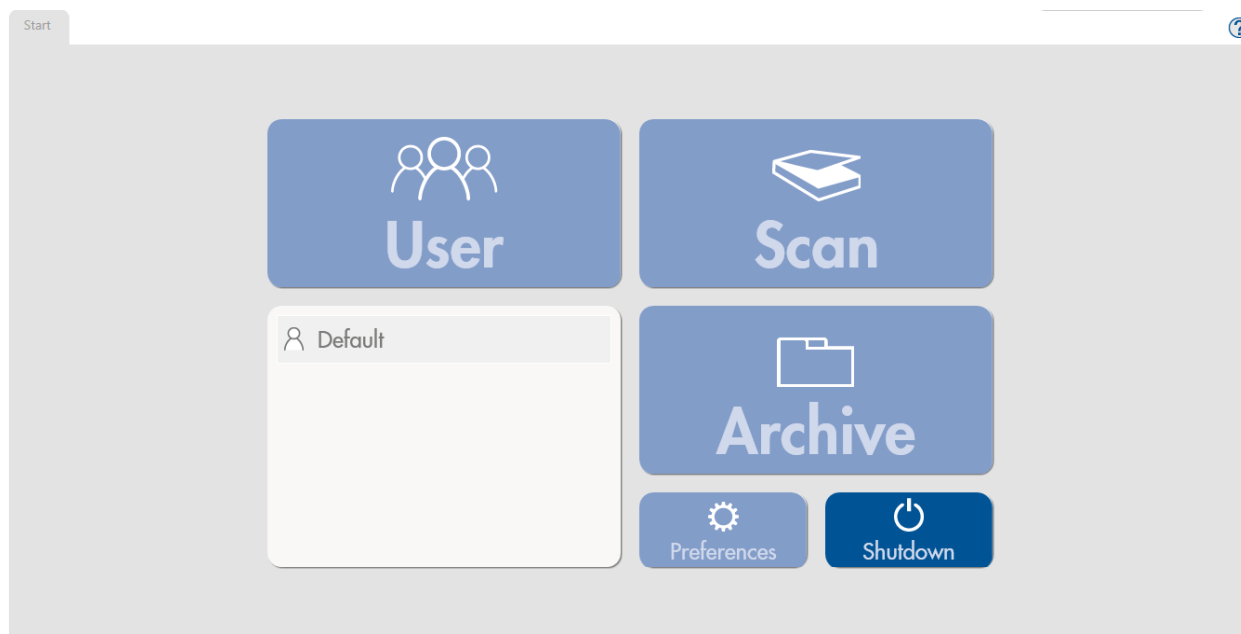 Start
User
Scan
Default
Archive
Preferences
Shutdown